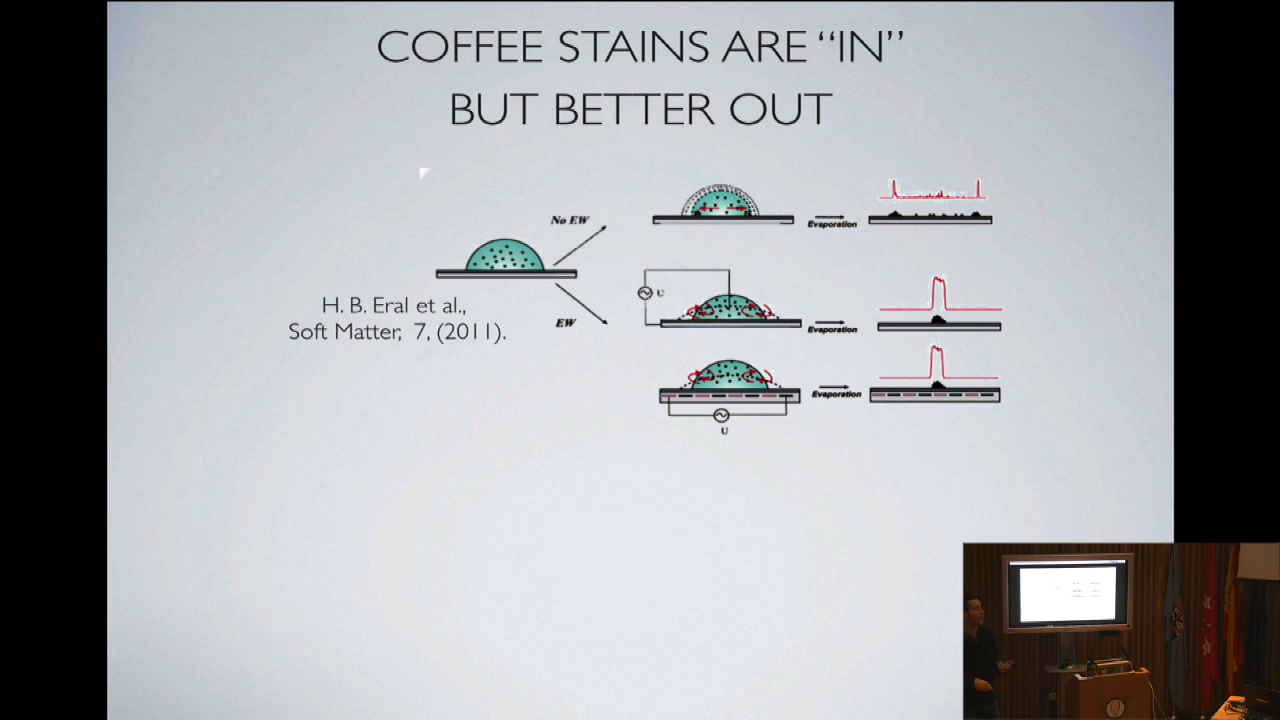 COFFEE STAINS ARE “IN”
BUT BETTER OUT
No EW
Evaporation
H. B. Eral et al.,
Soft Matter, 7, (2011).
U
EW
Evaporation
Evaporation
U